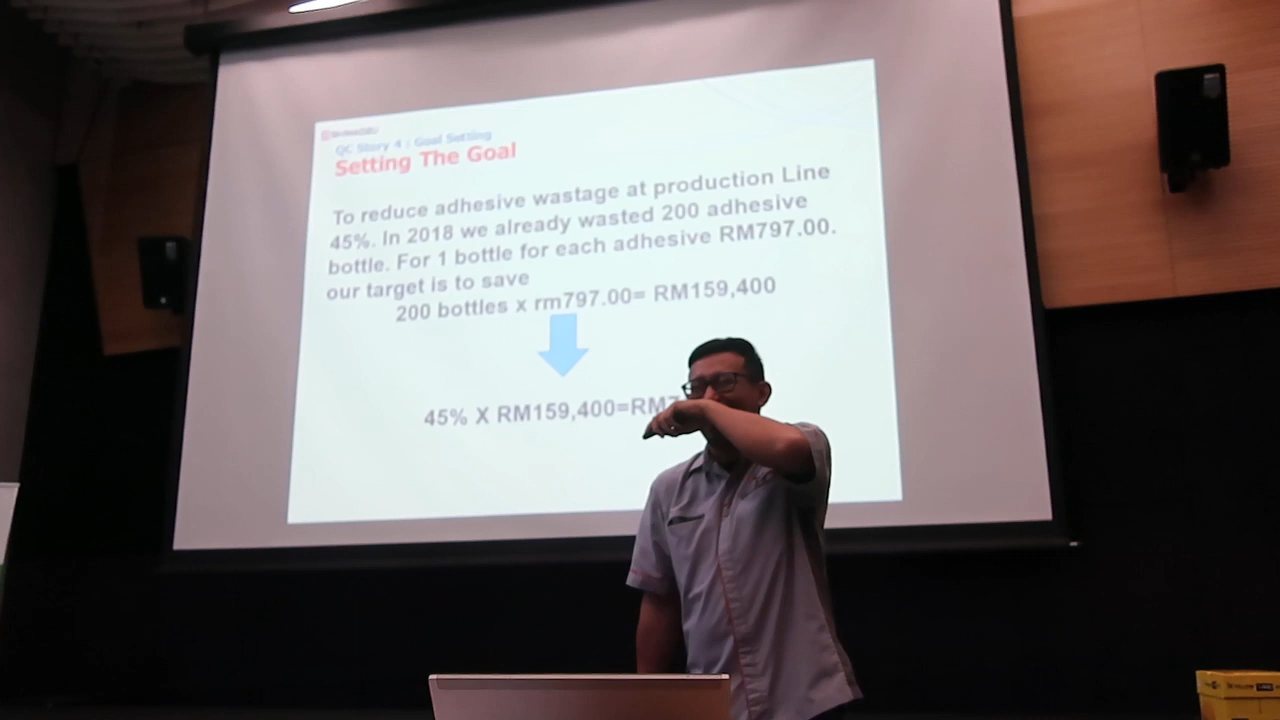 QC Story 4 : Goal Setting
Setting The Goal
To reduce adhesive wastage at production Line
45%. In 2018 we already wasted 200 adhesive
bottle. For 1 bottle for each adhesive RM797.00.
our target is to save
200 bottles x rm797.00= RM159,400
45% X RM159,400=RM7